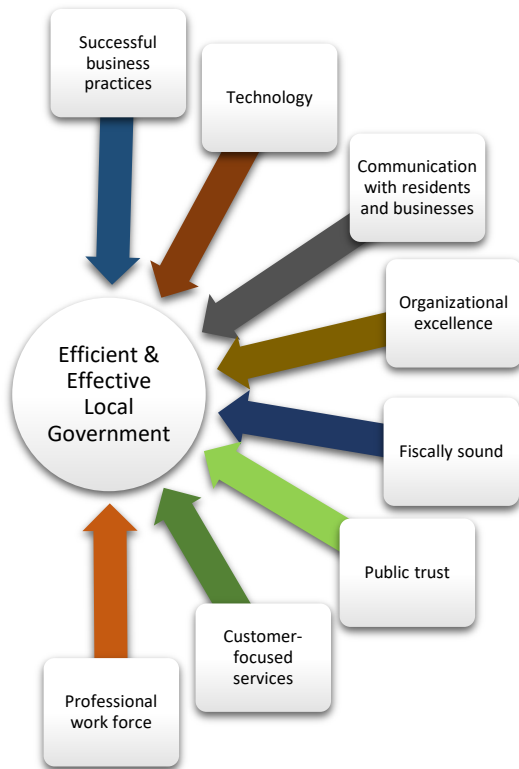 Successful
business
practices
Technology
Communication
with residents
and businesses
Organizational
excellence
Efficient &
Effective
Local
Government
Fiscally sound
Public trust
Customer-
focused
services
Professional
work force